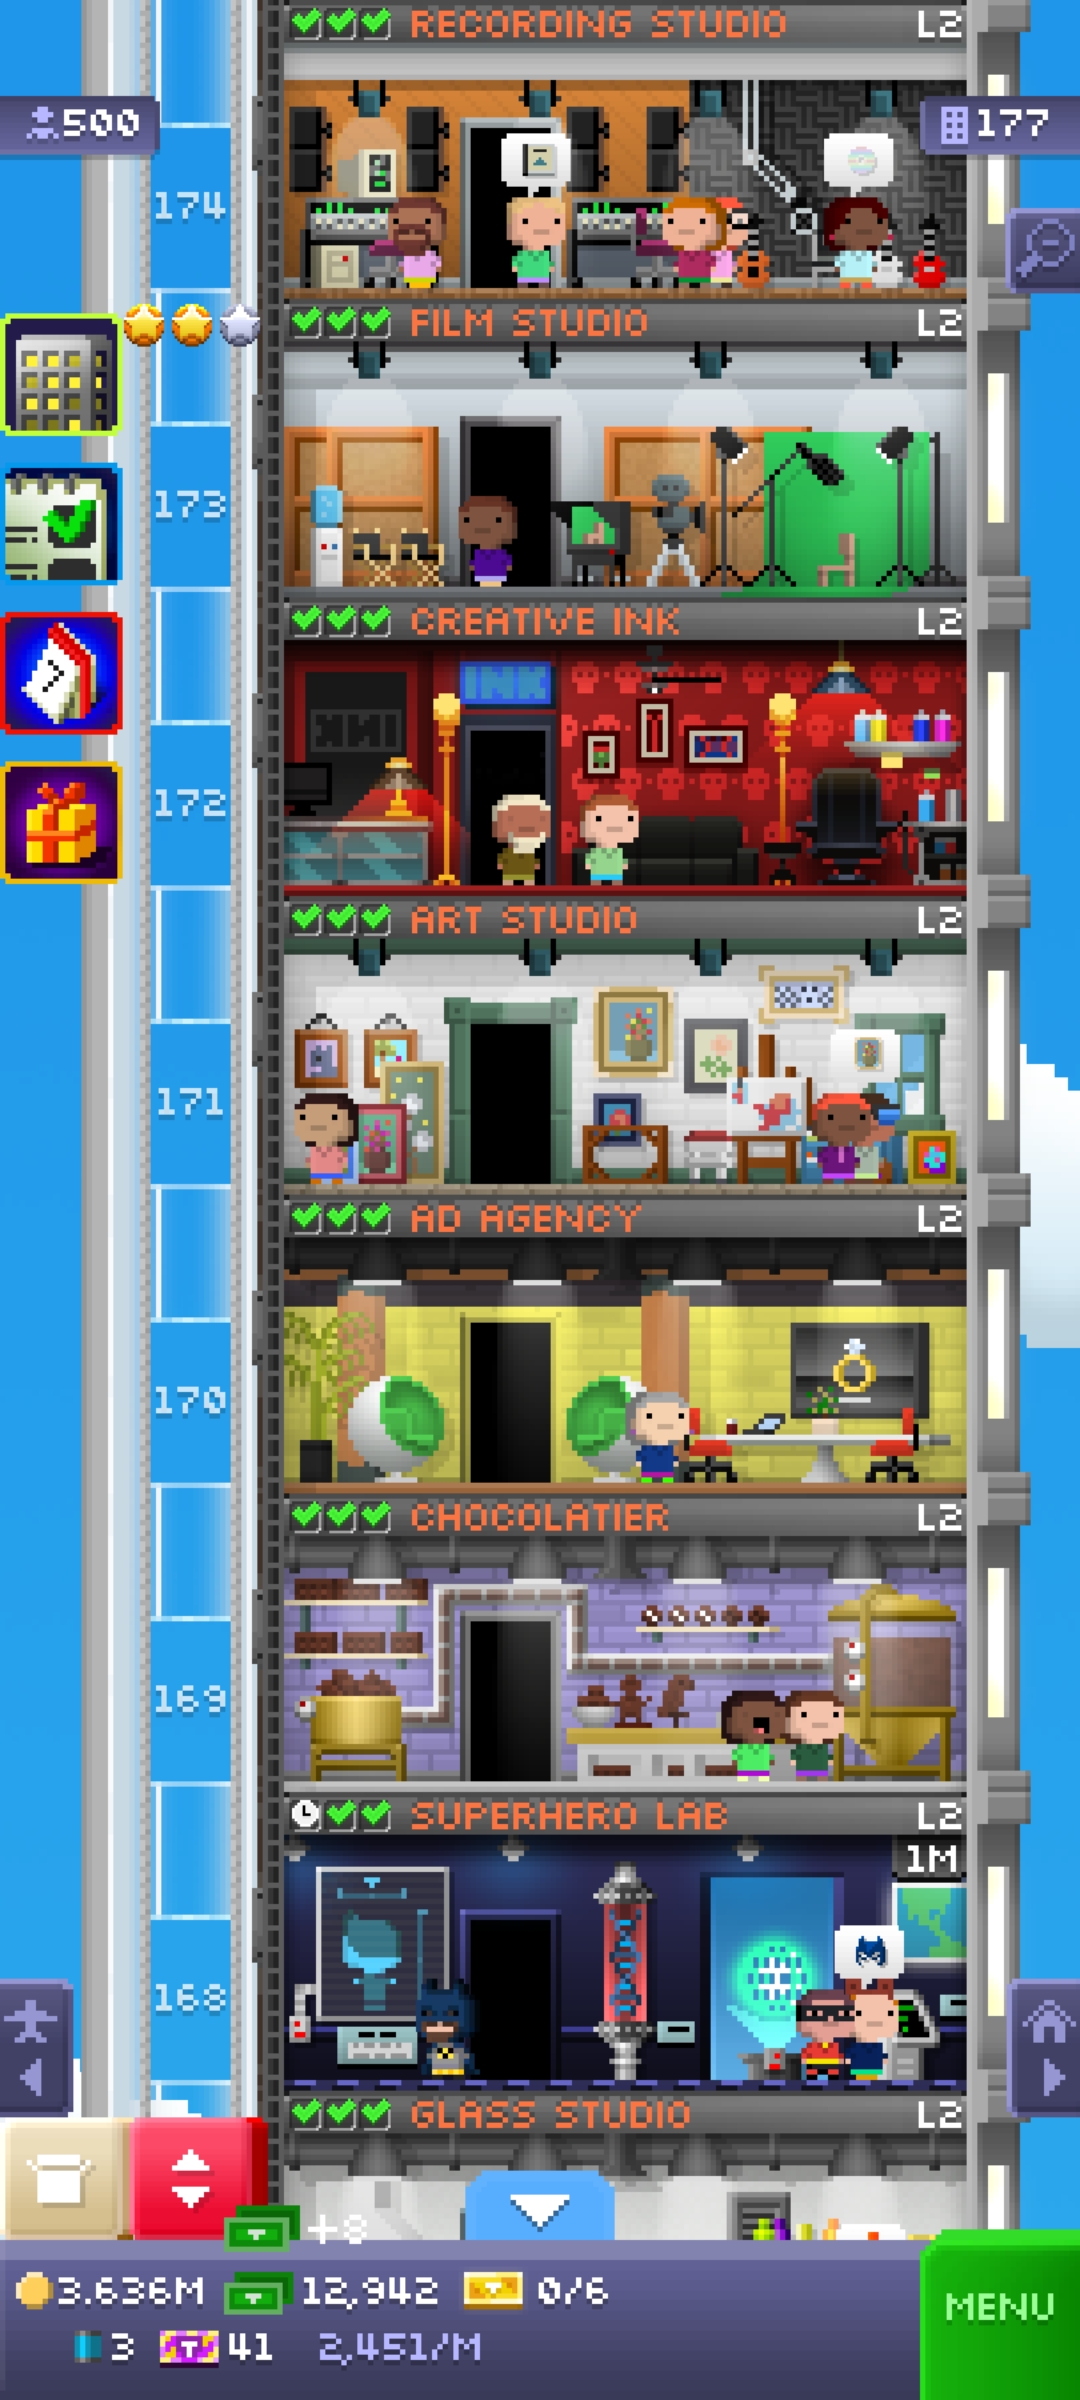 RECORDING STUDIO L2
500
177
174
FILM STUDIO L2
173
CREATIVE INK L2
INK
172
ART STUDIO L2
171
AD AGENCY L2
170
CHOCOLATIER L2
169
SUPERHERO LAB L2
1M
168
GLASS STUDIO L2
+8
3.636M 12,942 0/6
MENU
3 41 2,451/M